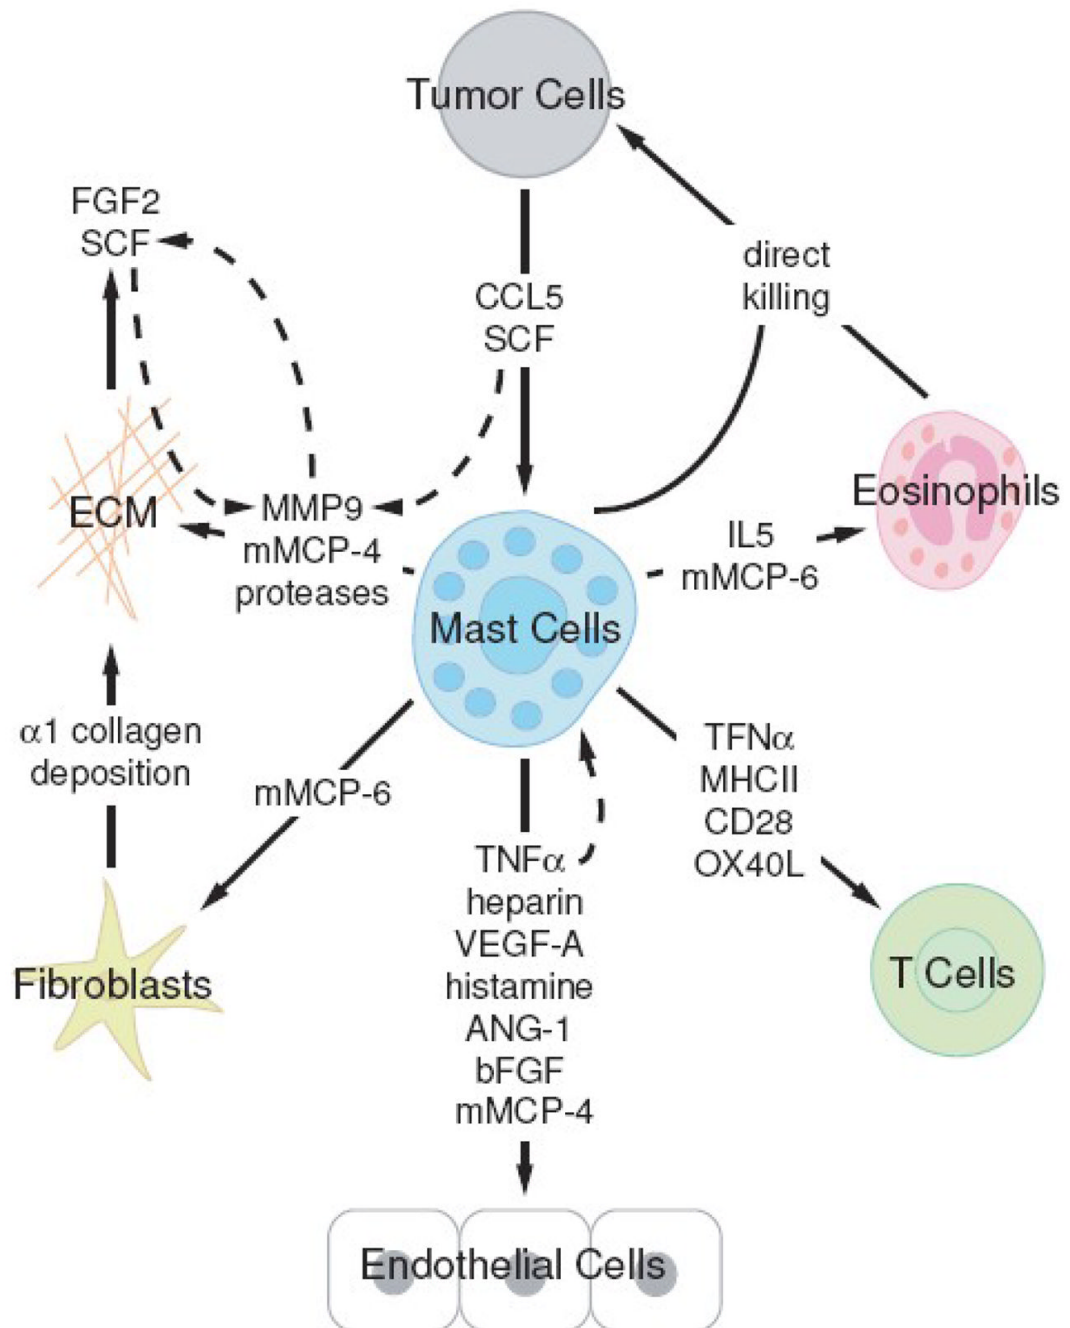 Tumor Cells
FGF2
SCF
direct
killing
CCL5
SCF
Eosinophils
ECM
MMP9
mMCP-4
proteases
IL5
mMCP-6
Mast Cells
α1 collagen
deposition
mMCP-6
TFNα
MHCII
CD28
OX40L
TNFα
heparin
VEGF-A
histamine
ANG-1
bFGF
mMCP-4
Fibroblasts
T Cells
Endothelial Cells